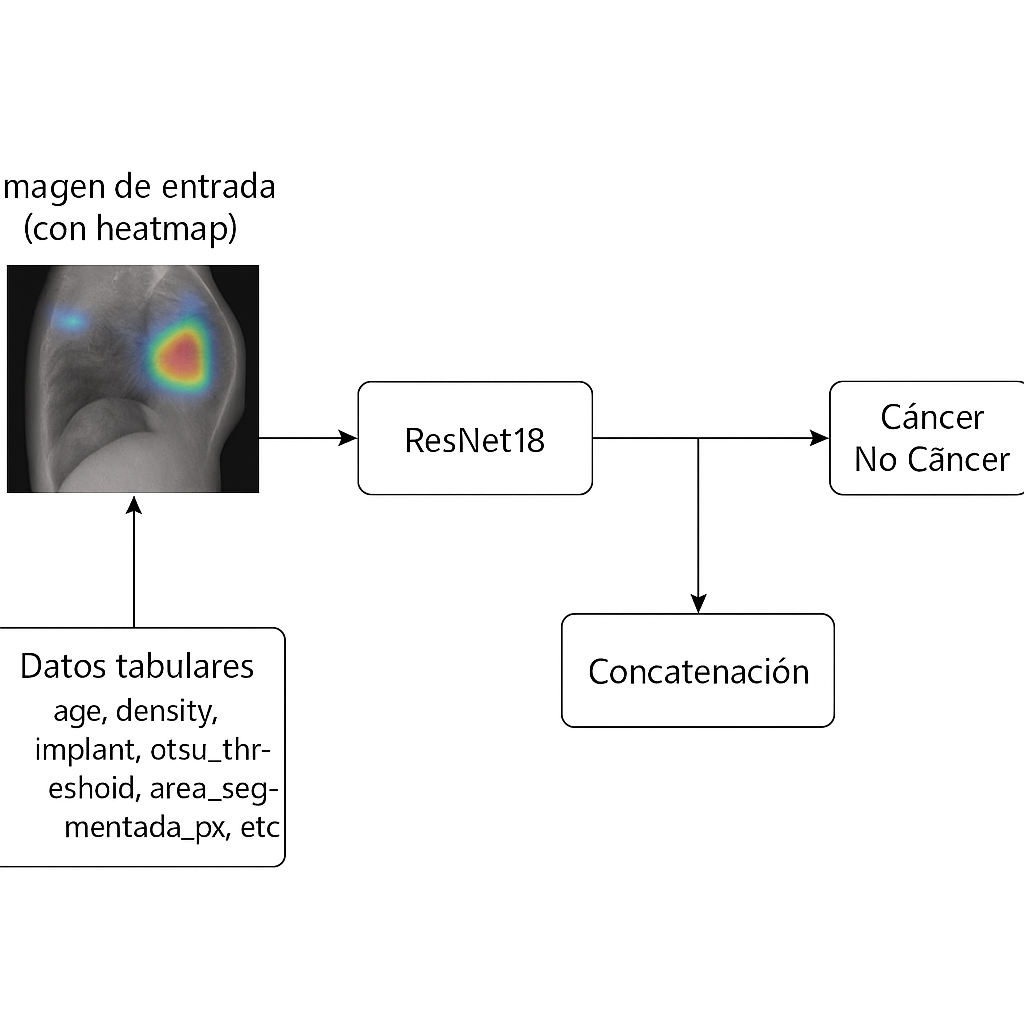 magen de entrada
(con heatmap)
ResNet18
Cáncer
No Cãncer
Concatenación
Datos tabulares
age, density,
implant, otsu_thr-
eshoid, area_seg-
mentada_px, etc